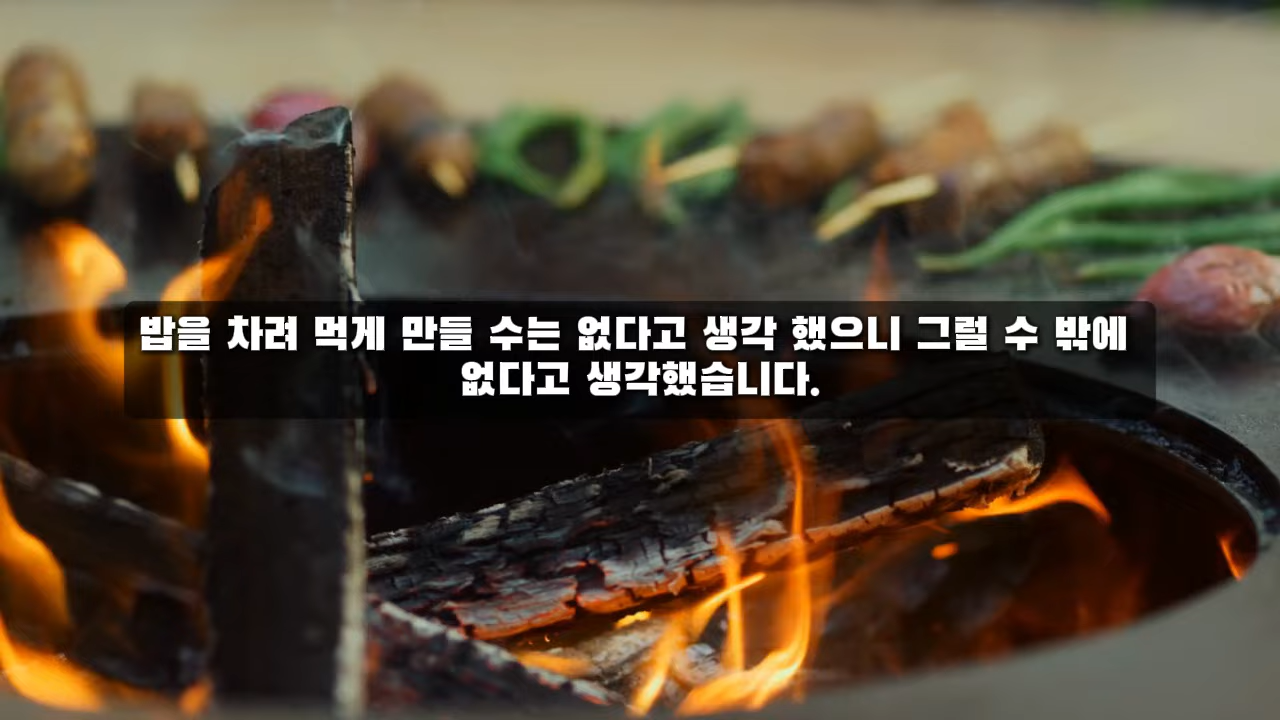 밥을 차려 먹게 만들 수는 없다고 생각 했으니 그럴 수 밖에
없다고 생각했습니다.